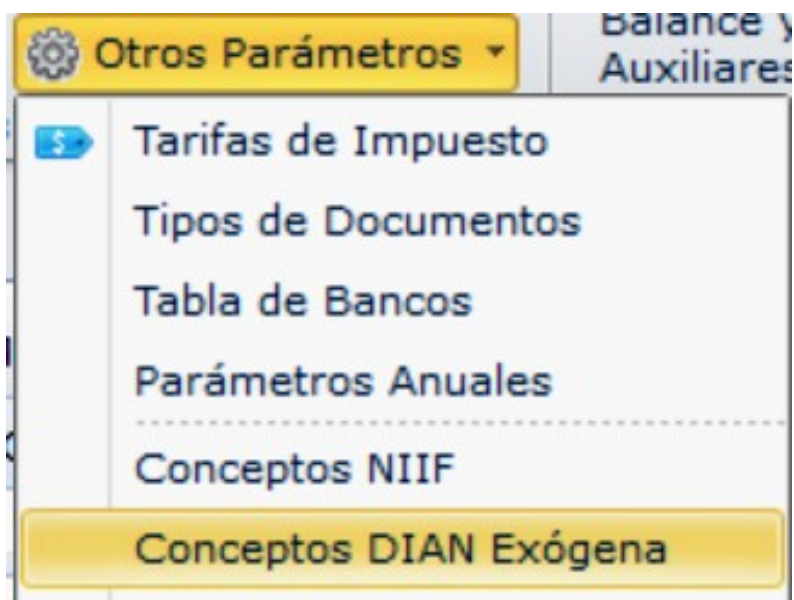 Otros Parámetros
Balance y
Auxiliares
Tarifas de Impuesto
Tipos de Documentos
Tabla de Bancos
Parámetros Anuales
Conceptos NIIF
Conceptos DIAN Exógena